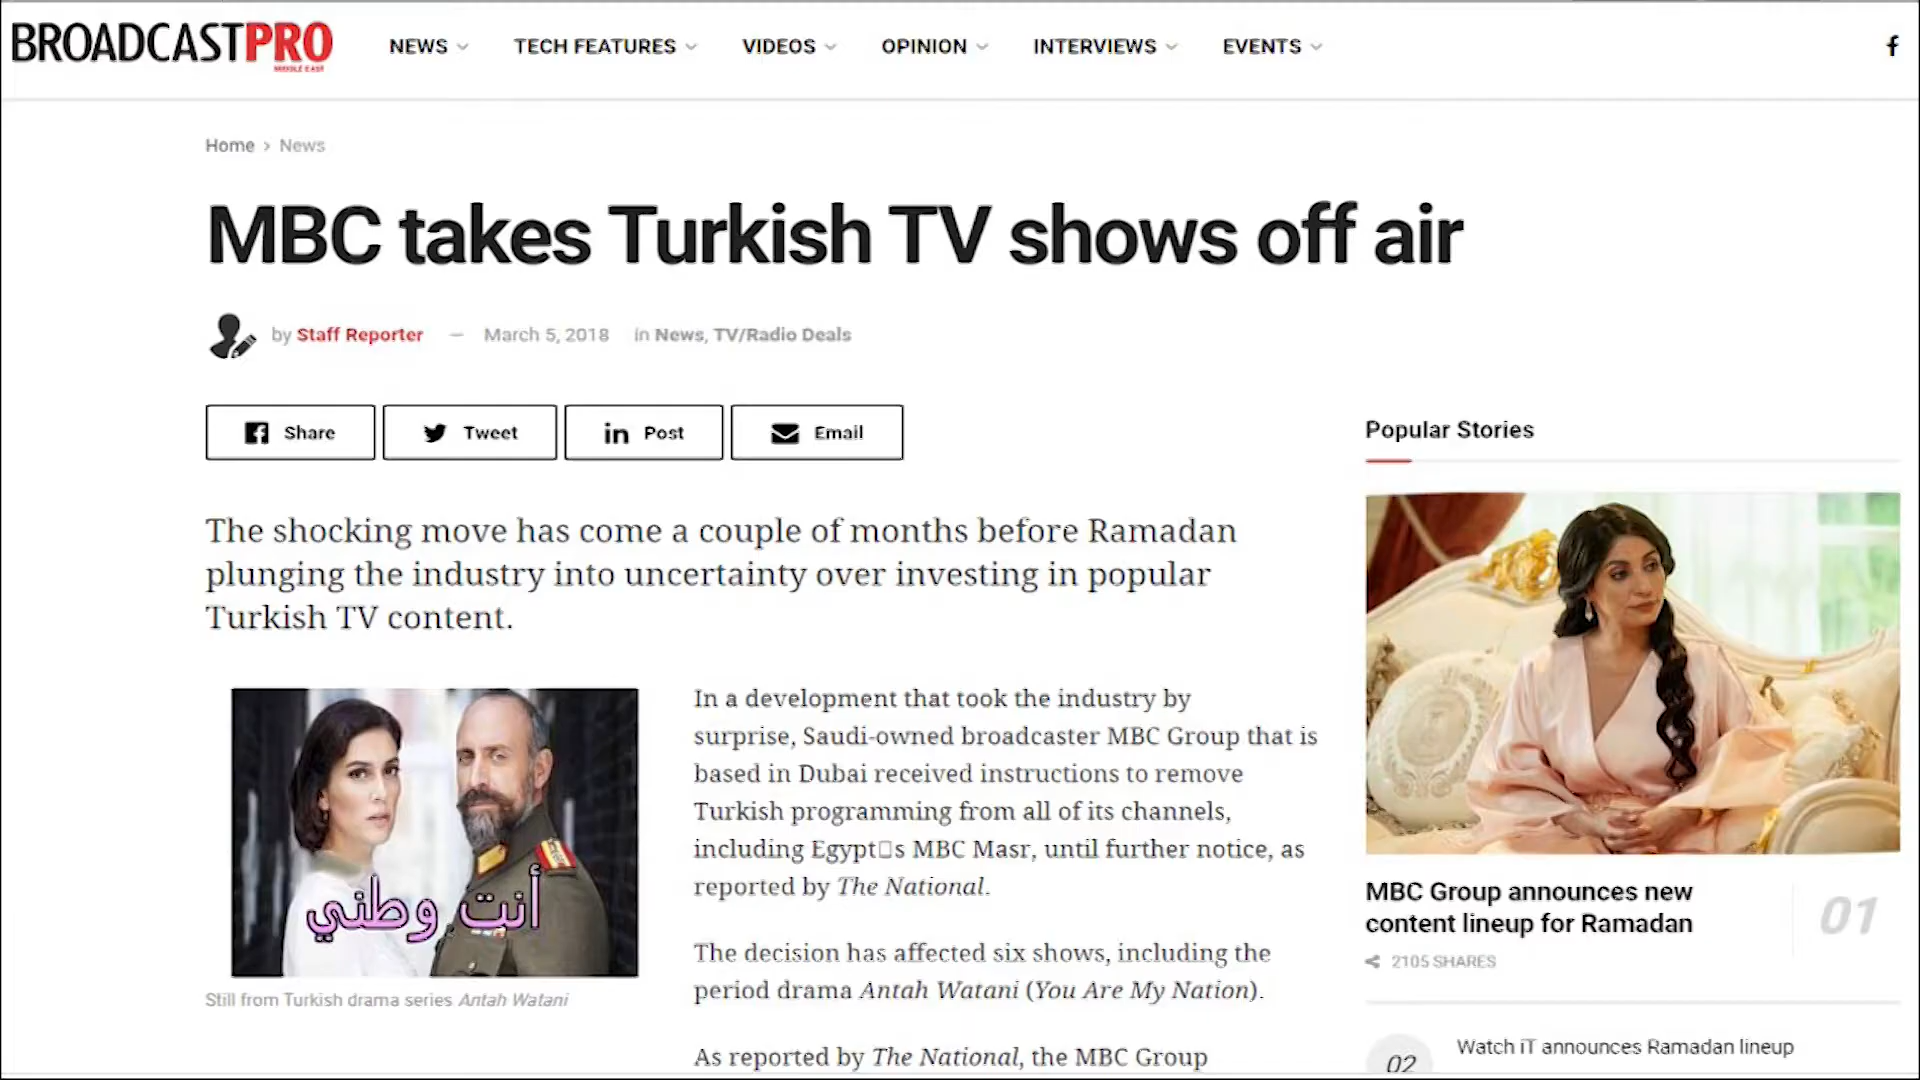 BROADCASTPRO
MIDDLE EAST
NEWS
TECH FEATURES
VIDEOS
OPINION
INTERVIEWS
EVENTS
Home > News
MBC takes Turkish TV shows off air
by Staff Reporter — March 5, 2018 in News, TV/Radio Deals
Share
Tweet
Post
Email
The shocking move has come a couple of months before Ramadan
plunging the industry into uncertainty over investing in popular
Turkish TV content.
أنت وطني
Still from Turkish drama series Antah Watani
In a development that took the industry by
surprise, Saudi-owned broadcaster MBC Group that is
based in Dubai received instructions to remove
Turkish programming from all of its channels,
including Egypt□s MBC Masr, until further notice, as
reported by The National.
The decision has affected six shows, including the
period drama Antah Watani (You Are My Nation).
As reported by The National, the MBC Group
Popular Stories
MBC Group announces new
content lineup for Ramadan
01
2105 SHARES
02
Watch iT announces Ramadan lineup